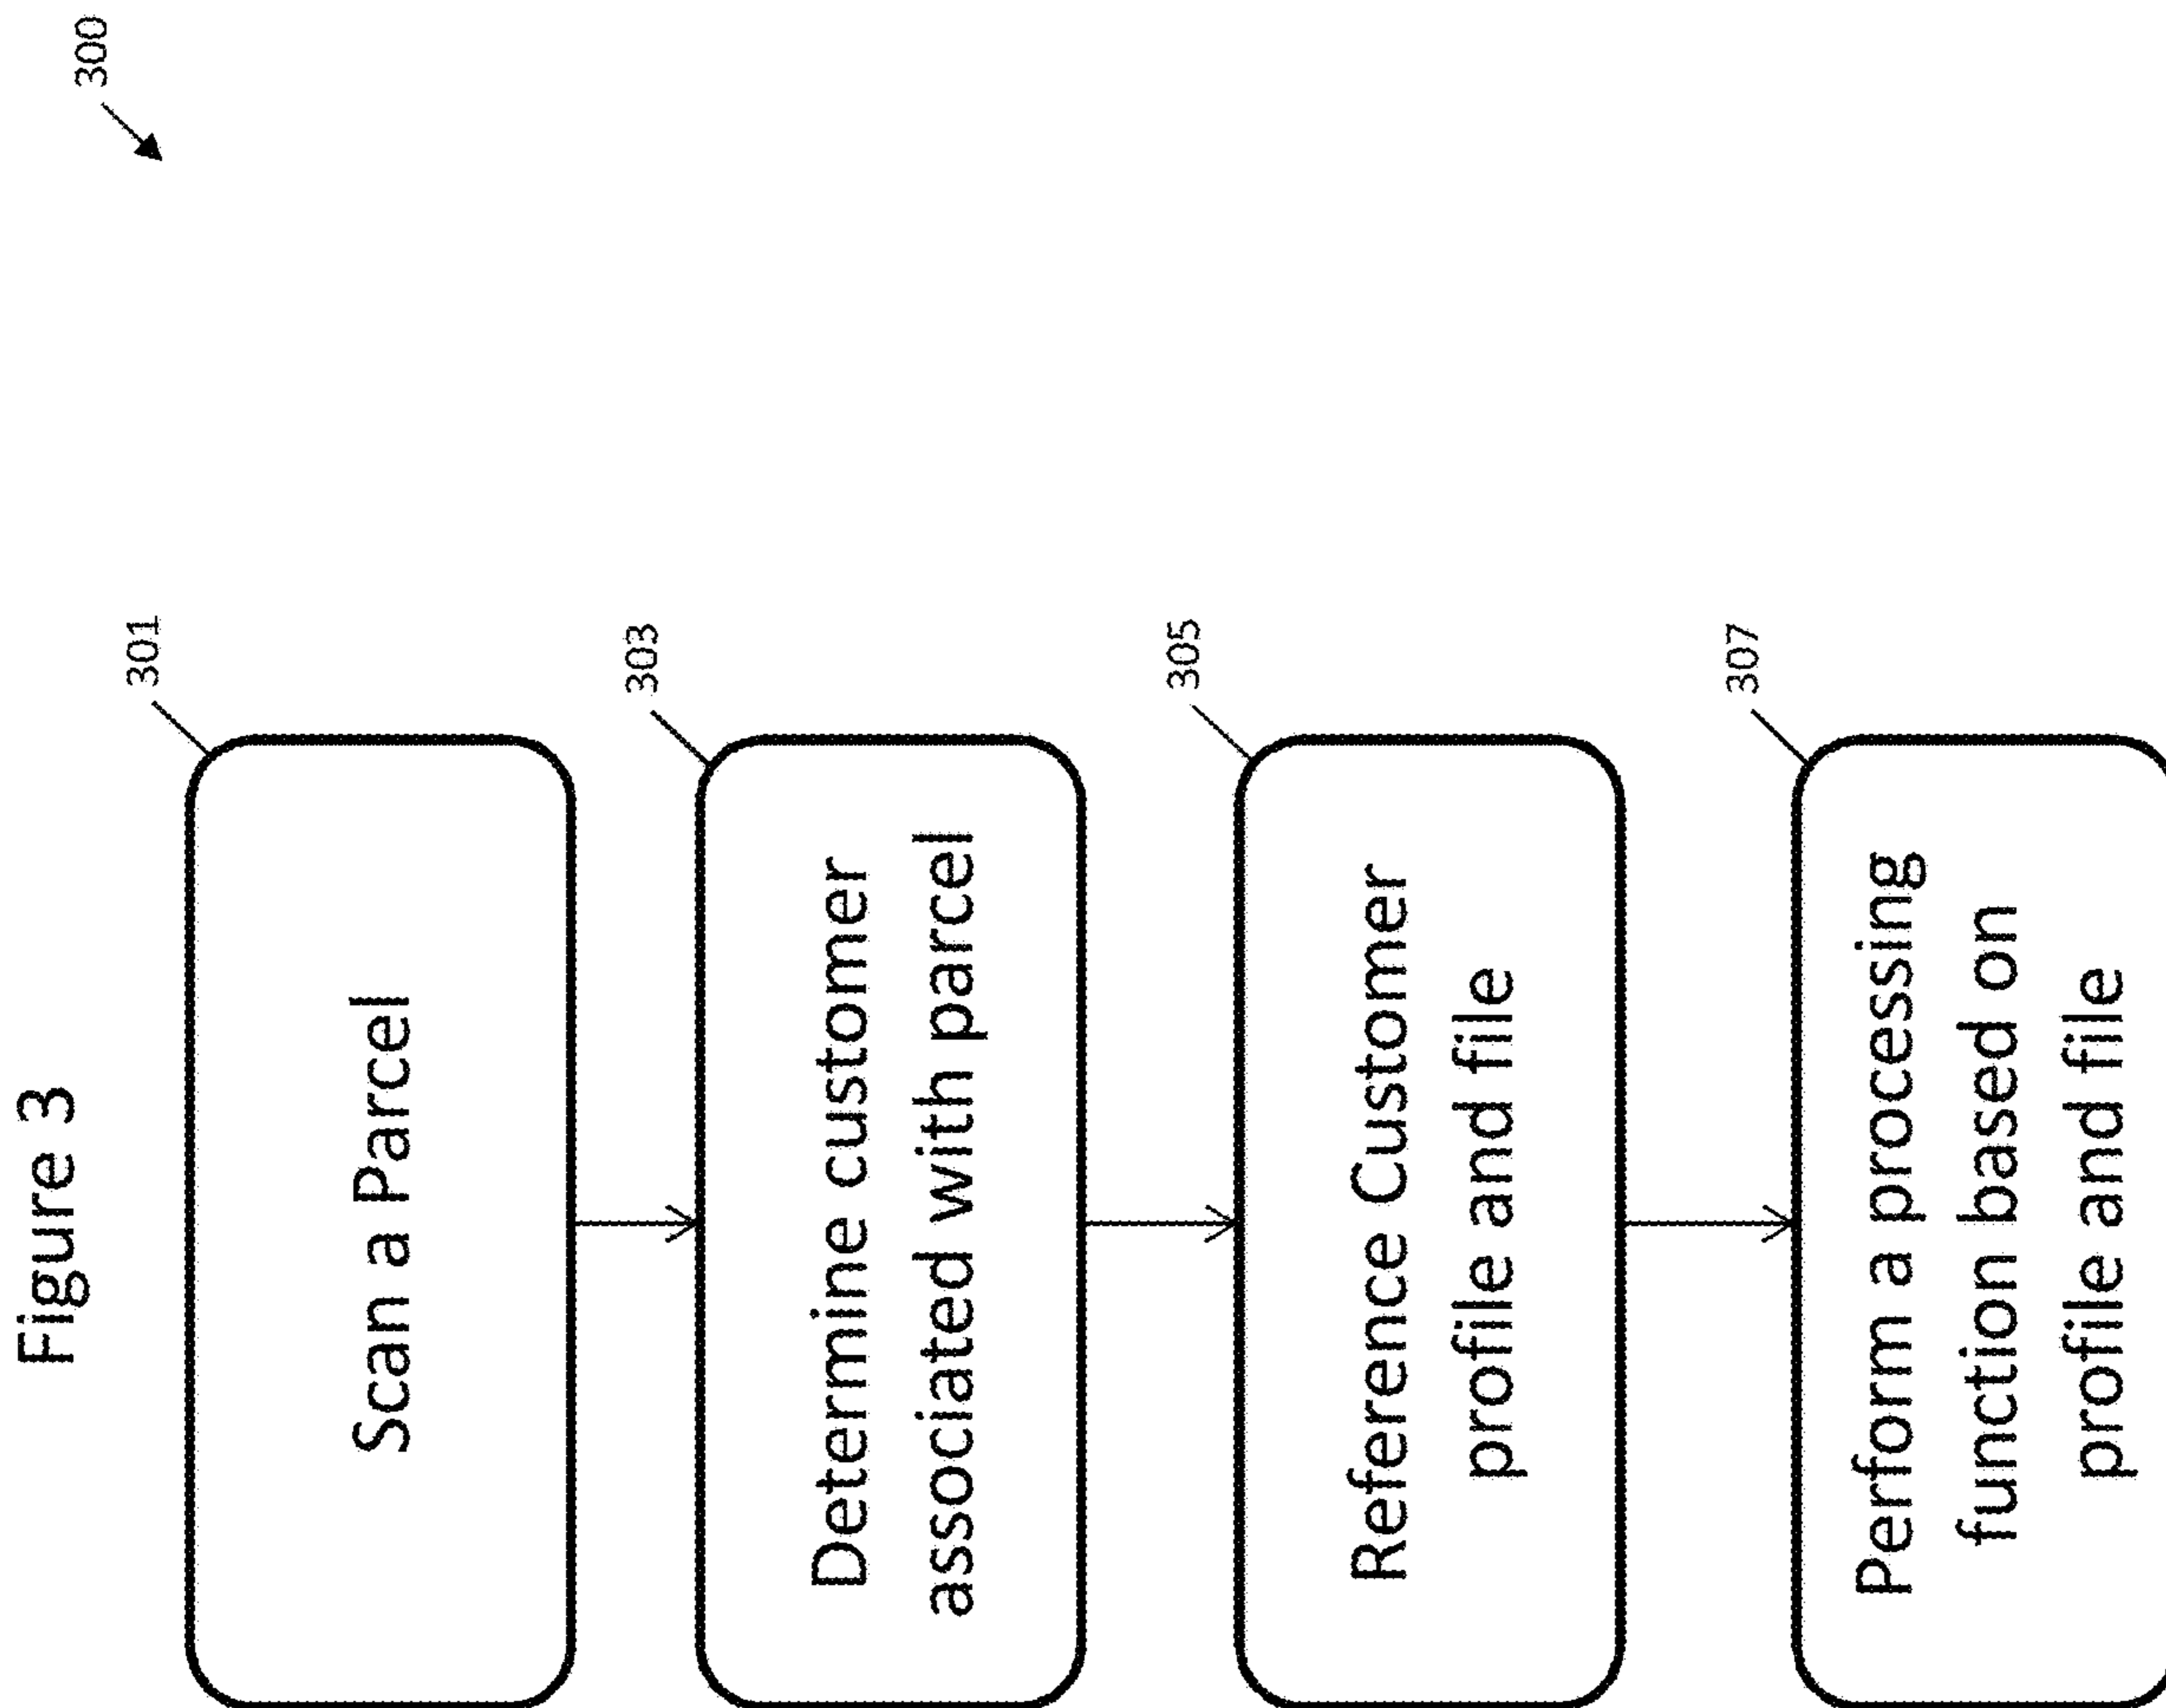 Figure 3
300
301
Scan a Parcel
303
Determine customer
associated with parcel
305
Reference Customer
profile and file
307
Perform a processing
function based on
profile and file